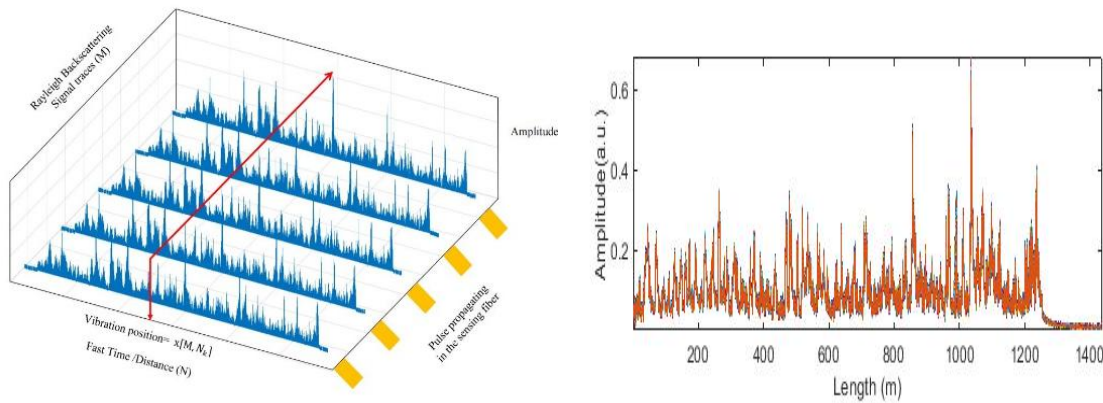 Rayleigh Backscattering
Signal traces (M)
Amplitude
Vibration position= x[M, Nₖ]
Fast Time /Distance (N)
Pulse propagating
in the sensing fiber
Amplitude(a.u.)
0.6
0.4
0.2
200 400 600 800 1000 1200 1400
Length (m)